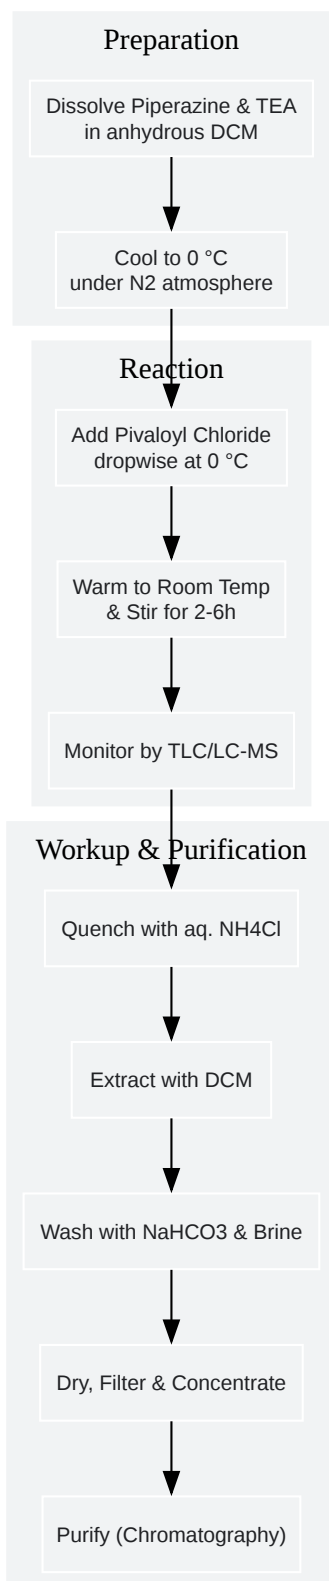 Preparation
Dissolve Piperazine & TEA
in anhydrous DCM
Cool to 0 °C
under N2 atmosphere
Reaction
Add Pivaloyl Chloride
dropwise at 0 °C
Warm to Room Temp
& Stir for 2-6h
Monitor by TLC/LC-MS
Workup & Purification
Quench with aq. NH4Cl
Extract with DCM
Wash with NaHCO3 & Brine
Dry, Filter & Concentrate
Purify (Chromatography)